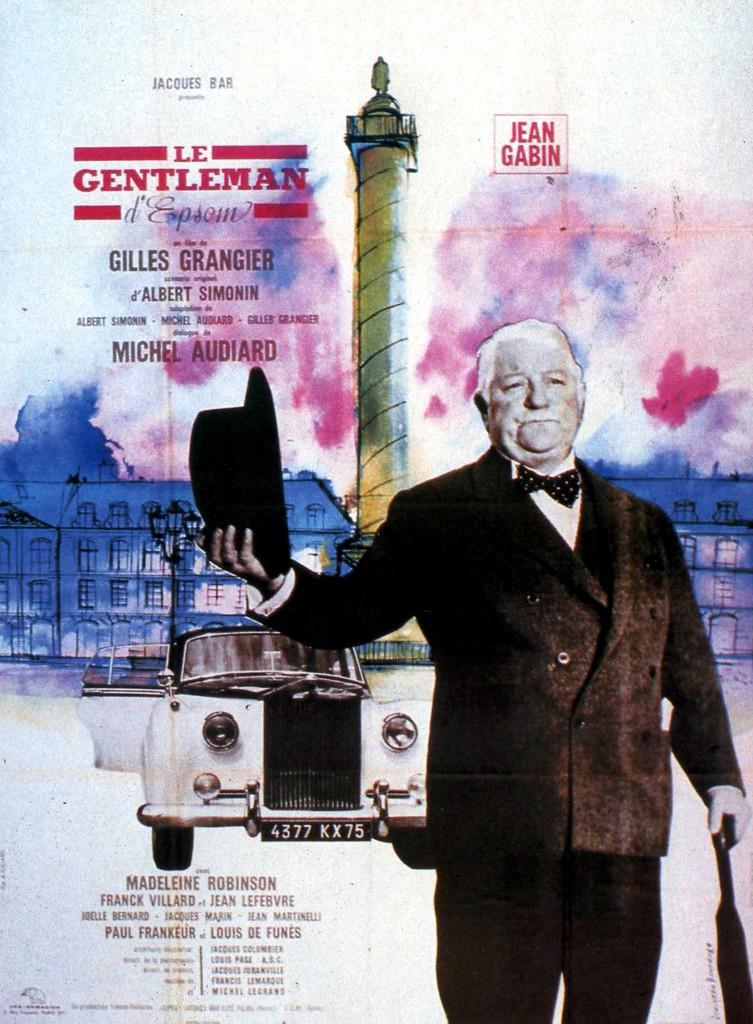 JACQUES BAR
présente
JEAN
GABIN
LE
GENTLEMAN
d'Epsom
un film de
GILLES GRANGIER
scénario original
d'ALBERT SIMONIN
adaptation de
ALBERT SIMONIN - MICHEL AUDIARD - GILLES GRANGIER
dialogue de
MICHEL AUDIARD
4377 KX75
avec
MADELEINE ROBINSON
FRANCK VILLARD et JEAN LEFEBVRE
JOELLE BERNARD - JACQUES MARIN - JEAN MARTINELLI
PAUL FRANKEUR et LOUIS DE FUNÈS
JACQUES COLOMBIER
LOUIS PAGE A.S.C.
JACQUES JURANVILLE
FRANCIS LEMARQUE
et MICHEL LEGRAND